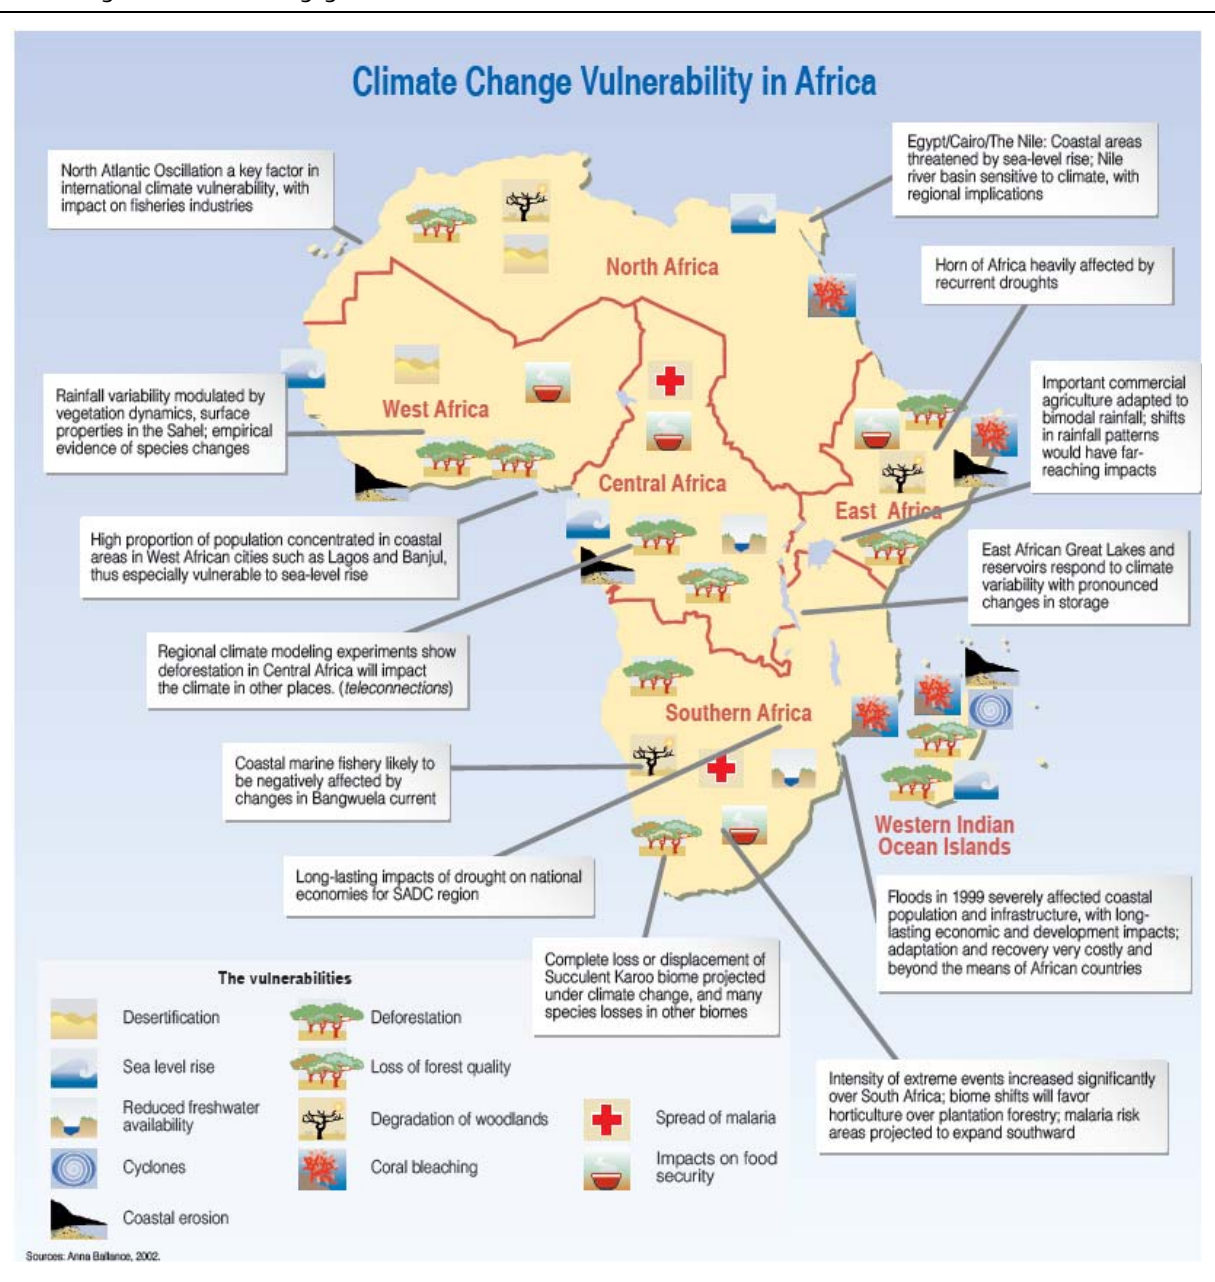 Climate Change Vulnerability in Africa
North Atlantic Oscillation a key factor in
international climate vulnerability, with
impact on fisheries industries
Egypt/Cairo/The Nile: Coastal areas
threatened by sea-level rise; Nile
river basin sensitive to climate, with
regional implications
North Africa
Horn of Africa heavily affected by
recurrent droughts
Rainfall variability modulated by
vegetation dynamics, surface
properties in the Sahel; empirical
evidence of species changes
West Africa
Important commercial
agriculture adapted to
bimodal rainfall; shifts
in rainfall patterns
would have far-
reaching impacts
Central Africa
East Africa
High proportion of population concentrated in coastal
areas in West African cities such as Lagos and Banjul,
thus especially vulnerable to sea-level rise
East African Great Lakes and
reservoirs respond to climate
variability with pronounced
changes in storage
Regional climate modeling experiments show
deforestation in Central Africa will impact
the climate in other places. (teleconnections)
Southern Africa
Coastal marine fishery likely to
be negatively affected by
changes in Bangwuela current
Western Indian
Ocean Islands
Long-lasting impacts of drought on national
economies for SADC region
Floods in 1999 severely affected coastal
population and infrastructure, with long-
lasting economic and development impacts;
adaptation and recovery very costly and
beyond the means of African countries
Complete loss or displacement of
Succulent Karoo biome projected
under climate change, and many
species losses in other biomes
Intensity of extreme events increased significantly
over South Africa; biome shifts will favor
horticulture over plantation forestry; malaria risk
areas projected to expand southward
The vulnerabilities
Desertification
Sea level rise
Reduced freshwater
availability
Cyclones
Coastal erosion
Deforestation
Loss of forest quality
Degradation of woodlands
Coral bleaching
Spread of malaria
Impacts on food
security
Sources: Anna Ballance, 2002.